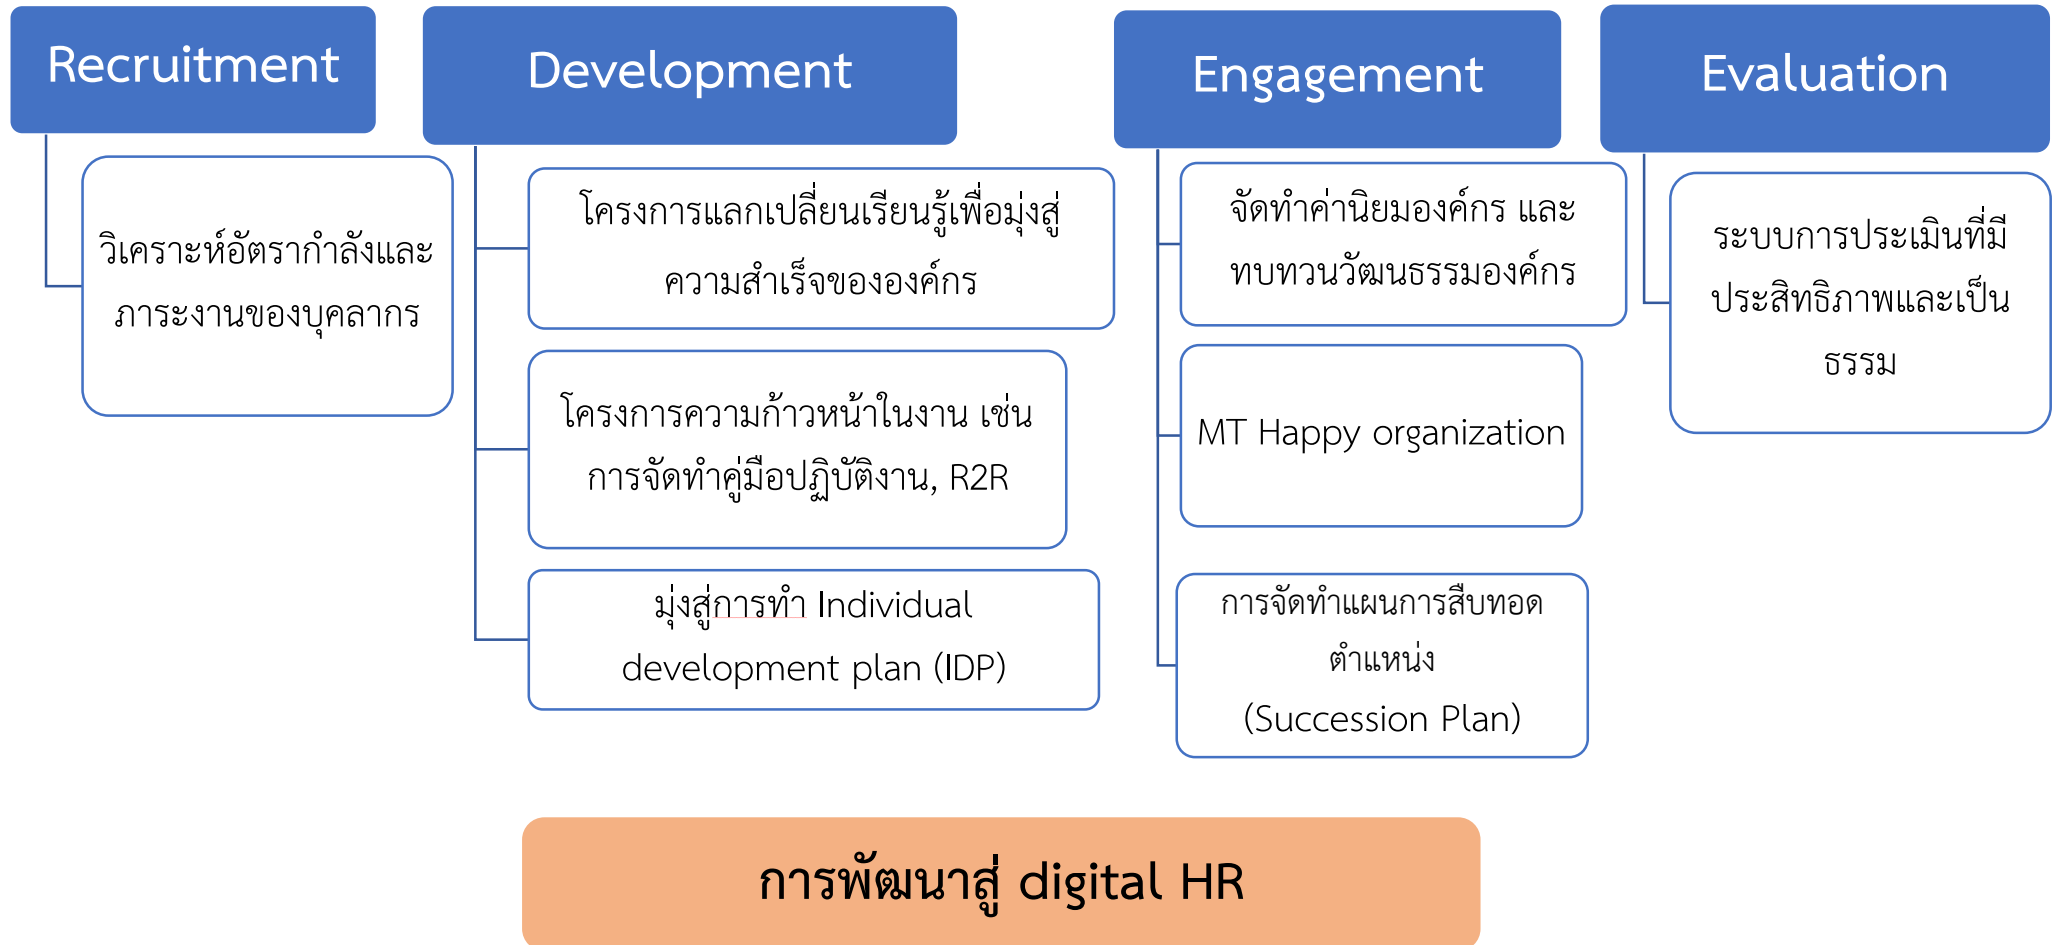 Recruitment
วิเคราะห์อัตรากำลังและ
ภาระงานของบุคลากร
Development
โครงการแลกเปลี่ยนเรียนรู้เพื่อมุ่งสู่
ความสำเร็จขององค์กร
โครงการความก้าวหน้าในงาน เช่น
การจัดทำคู่มือปฏิบัติงาน, R2R
มุ่งสู่การทำ Individual
development plan (IDP)
Engagement
จัดทำค่านิยมองค์กร และ
ทบทวนวัฒนธรรมองค์กร
MT Happy organization
การจัดทำแผนการสืบทอด
ตำแหน่ง
(Succession Plan)
Evaluation
ระบบการประเมินที่มี
ประสิทธิภาพและเป็น
ธรรม
การพัฒนาสู่ digital HR